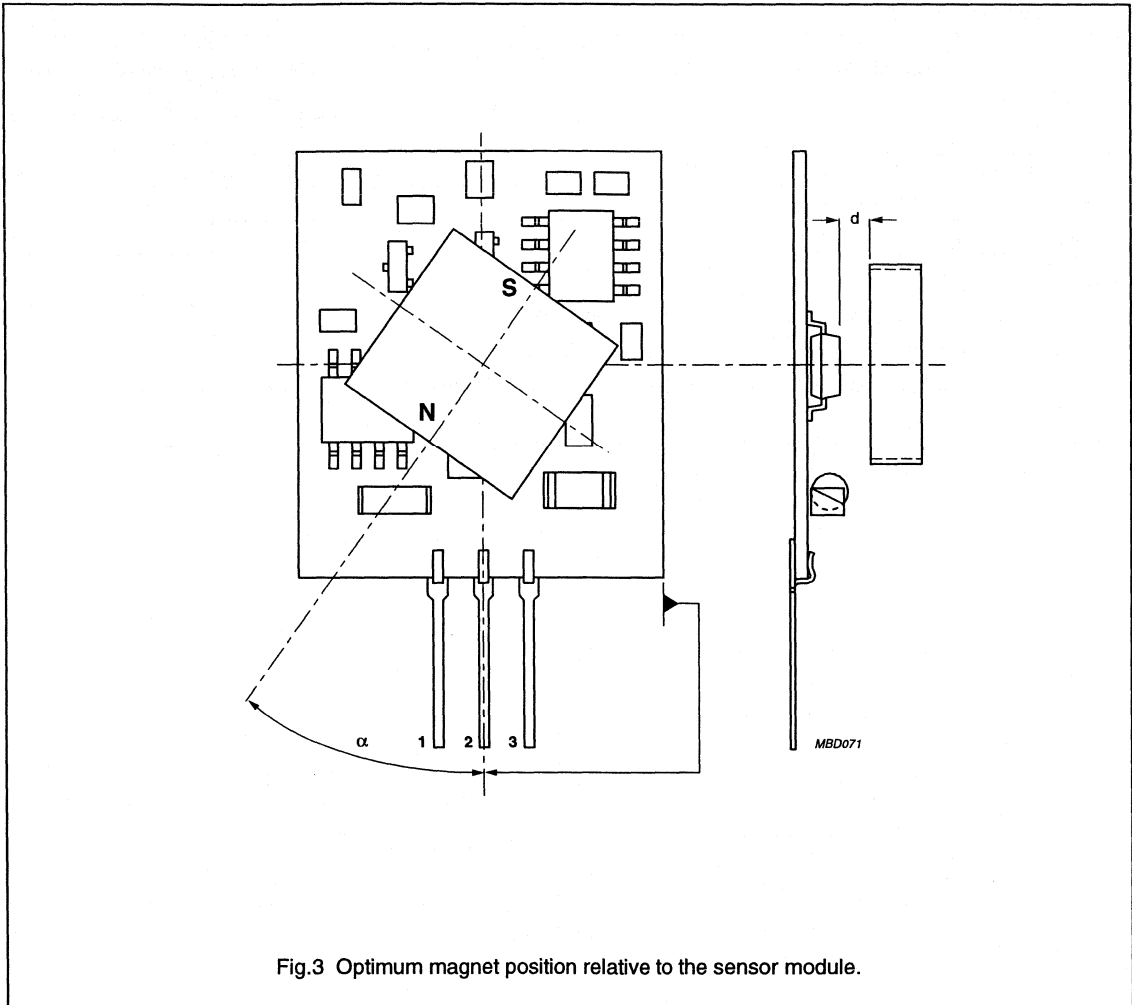 d
S
N
α
1 2 3
MBD071
Fig.3 Optimum magnet position relative to the sensor module.